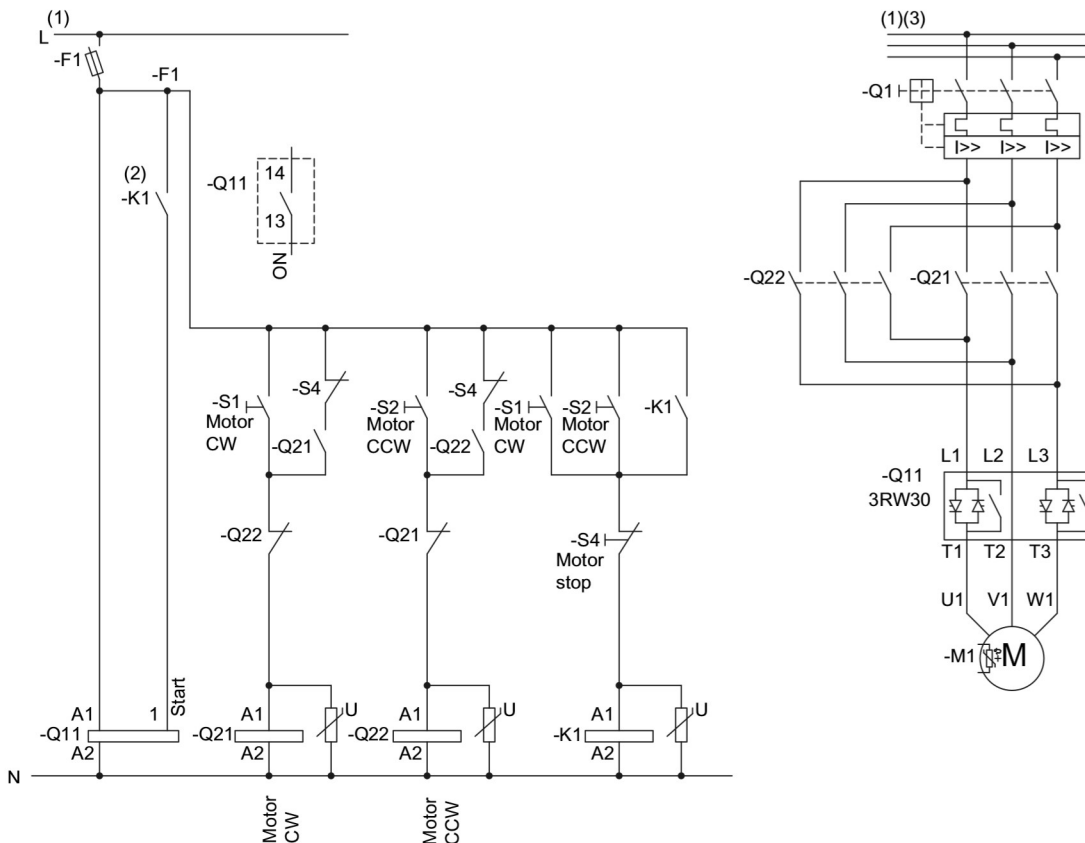 (1)
L
-F1
-F1
(2)
-K1
-Q11
14
13
ON
-S1
Motor
CW
-S4
-Q21
-S2
Motor
CCW
-S4
-Q22
-S1
Motor
CW
-S2
Motor
CCW
-K1
-Q22
-Q21
-S4
Motor
stop
A1
1
Start
-Q11
A2
A1
U
-Q21
A2
A1
U
-Q22
A2
A1
U
-K1
A2
N
Motor
CW
Motor
CCW
(1)(3)
-Q1
I>>
I>>
I>>
-Q22
-Q21
L1
L2
L3
-Q11
3RW30
T1
T2
T3
U1
V1
W1
-M1
M